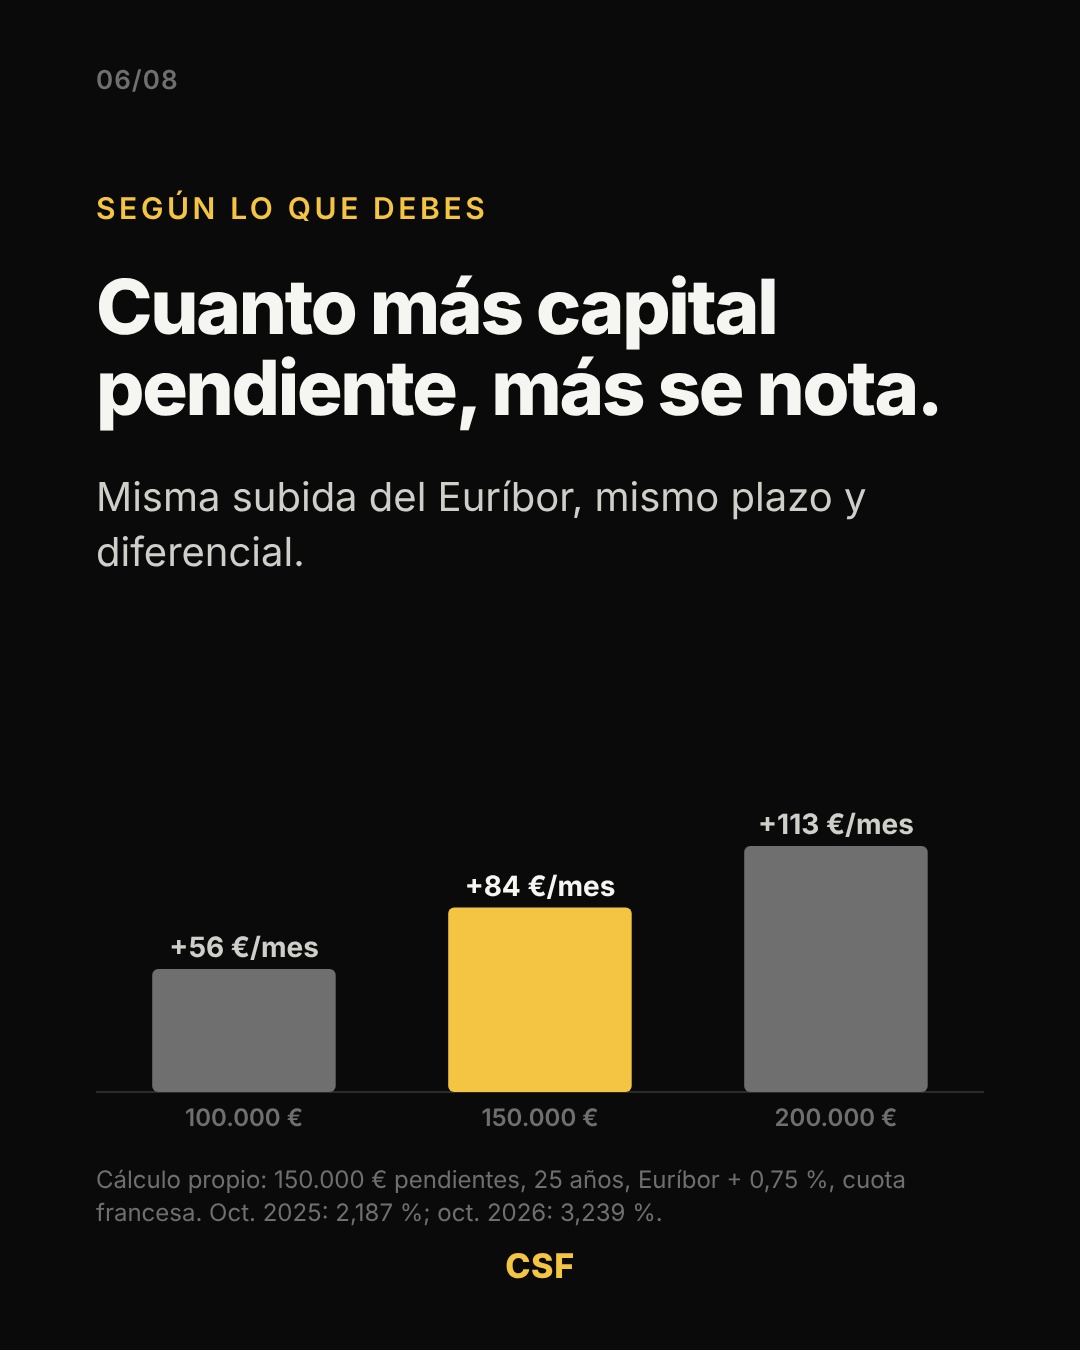 06/08
SEGÚN LO QUE DEBES
Cuanto más capital
pendiente, más se nota.
Misma subida del Euríbor, mismo plazo y
diferencial.
+56 €/mes
+84 €/mes
+113 €/mes
100.000 €
150.000 €
200.000 €
Cálculo propio: 150.000 € pendientes, 25 años, Euríbor + 0,75 %, cuota
francesa. Oct. 2025: 2,187 %; oct. 2026: 3,239 %.
CSF